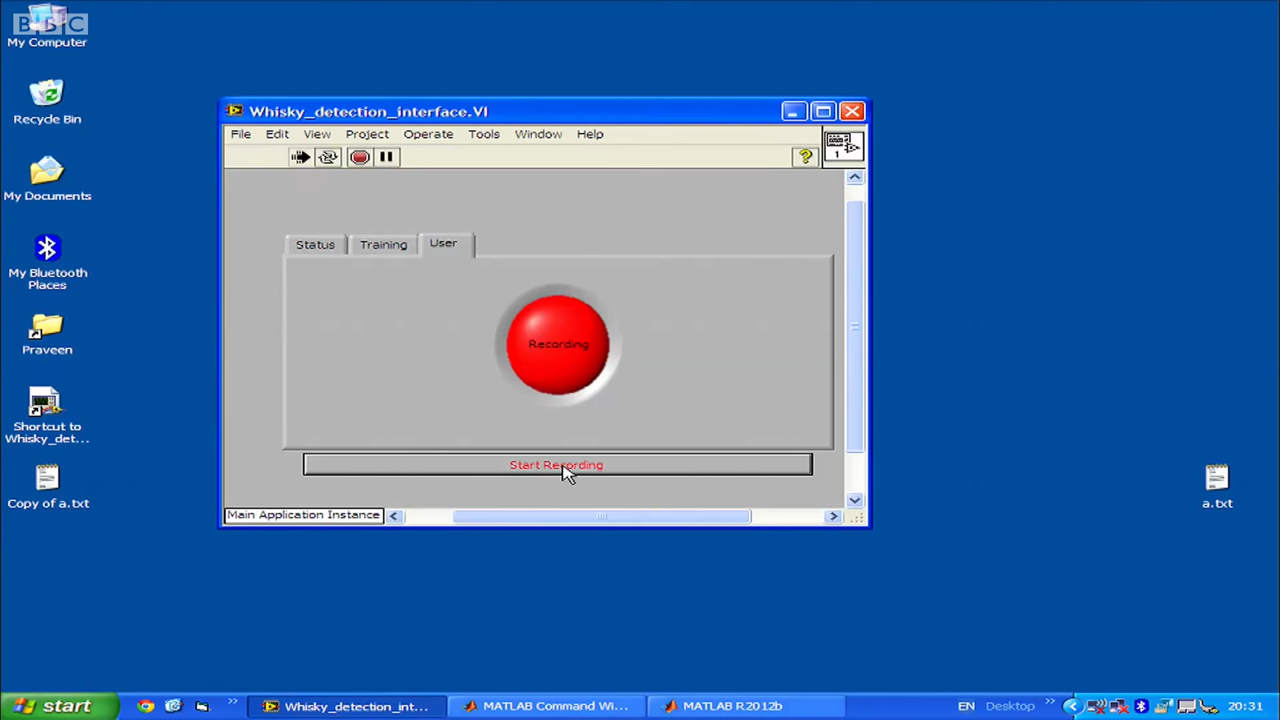 BBC
My Computer
Recycle Bin
My Documents
My Bluetooth
Places
Praveen
Shortcut to
Whisky_det...
Copy of a.txt
Whisky_detection_interface.VI
File Edit View Project Operate Tools Window Help
1
Status Training User
Recording
Start Recording
Main Application Instance
a.txt
start
Whisky_detection_int...
MATLAB Command Wi...
MATLAB R2012b
EN
Desktop
20:31